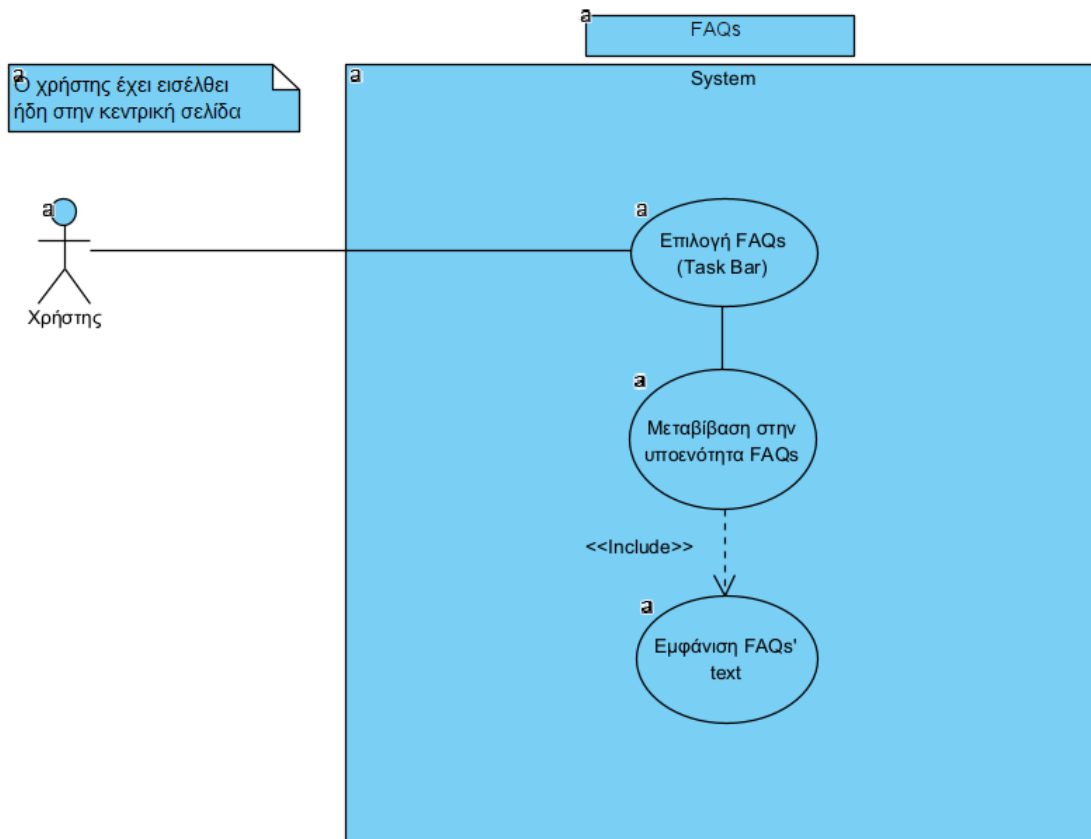 FAQs
Ο χρήστης έχει εισέλθει
ήδη στην κεντρική σελίδα
System
Χρήστης
Επιλογή FAQs
(Task Bar)
Μεταβίβαση στην
υποενότητα FAQs
<<Include>>
Εμφάνιση FAQs'
text
a
a
a
a
a
a
a